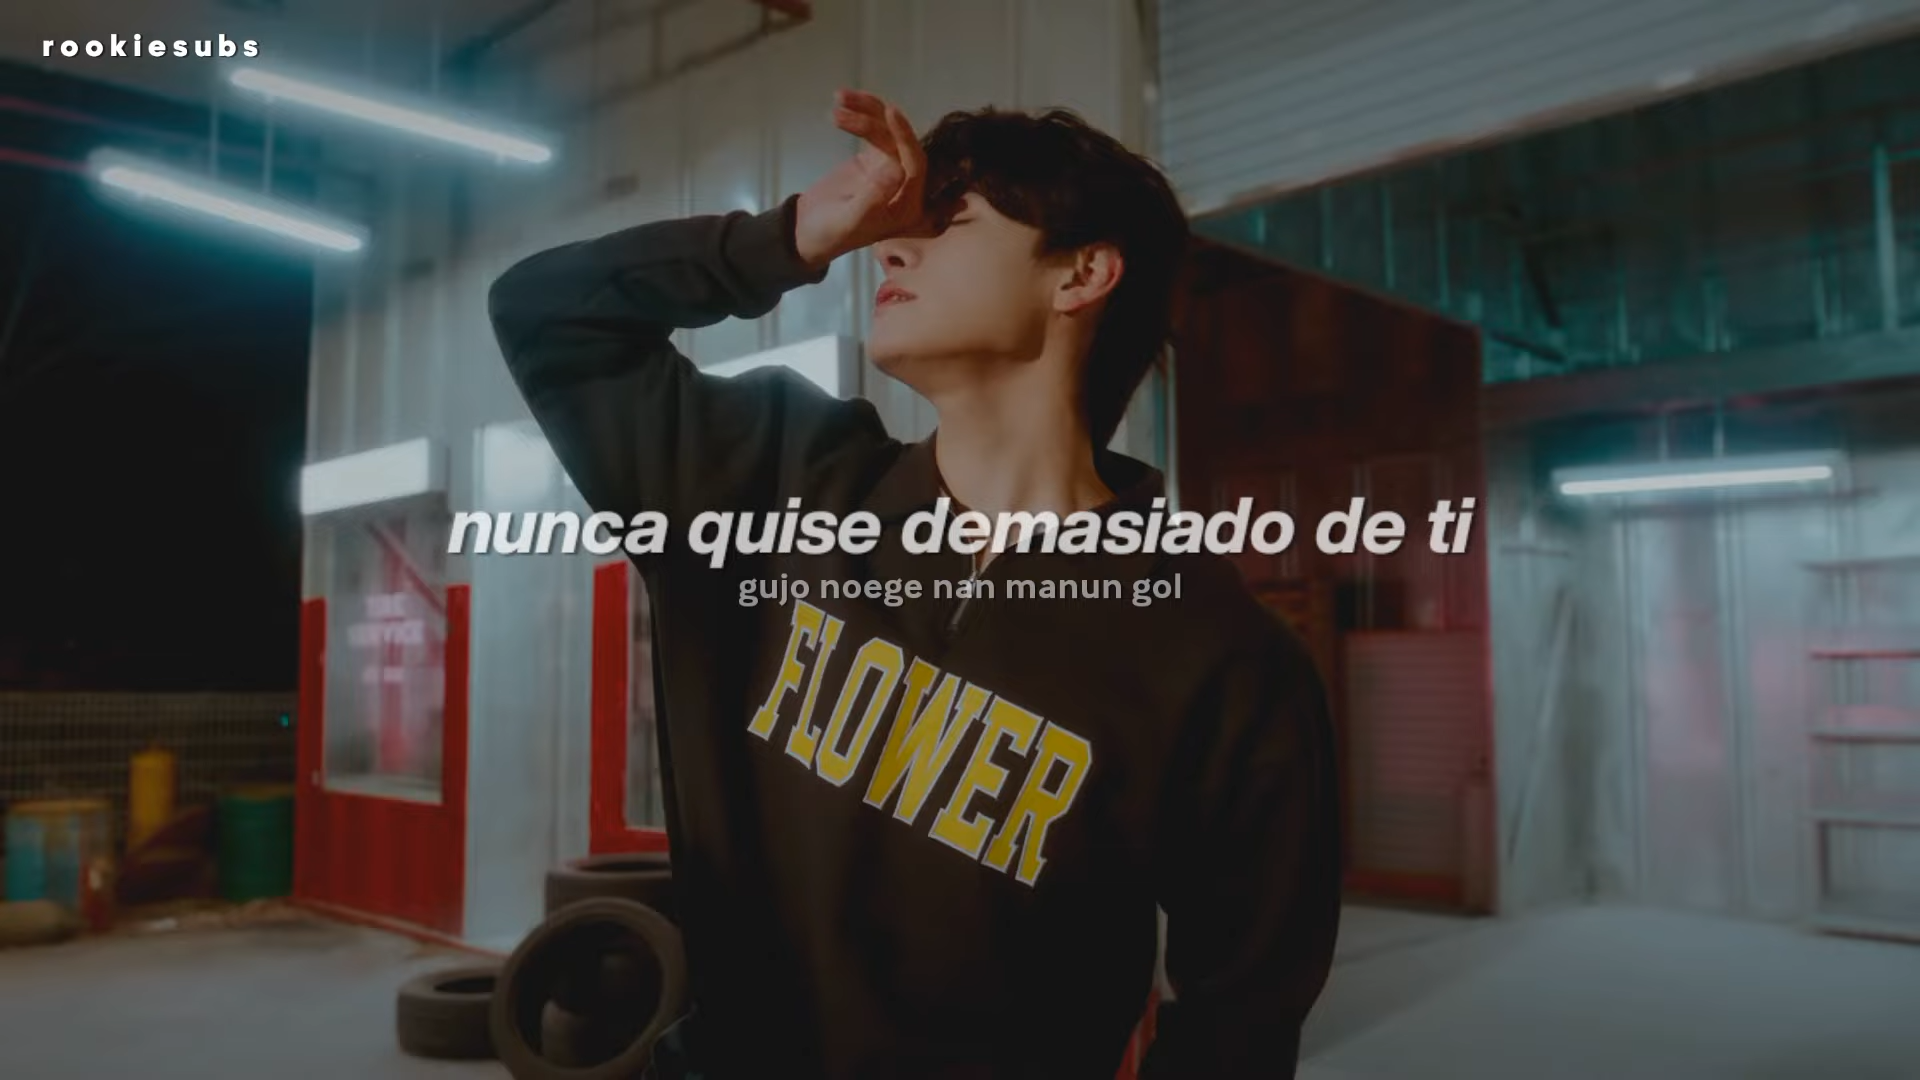 rookiesubs
nunca quise demasiado de ti
gujo noege nan manun gol
FLOWER